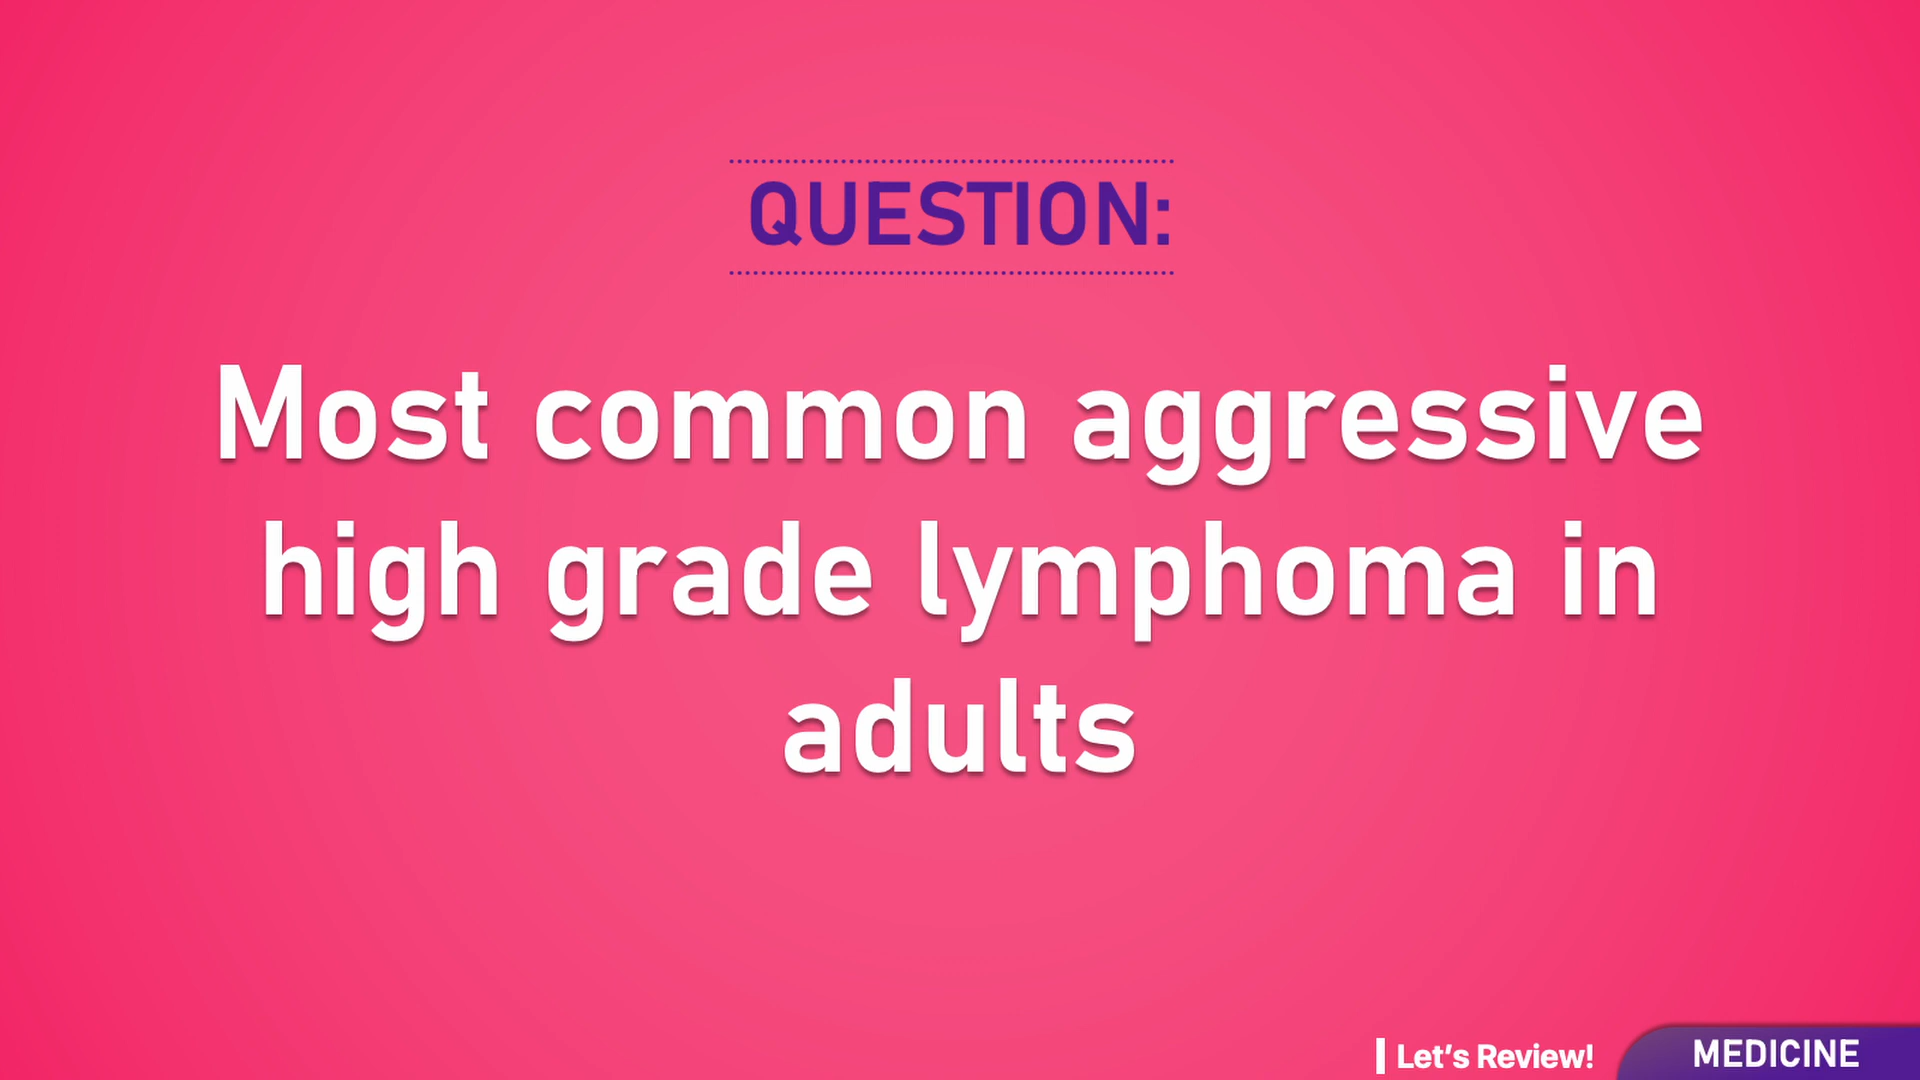 QUESTION:
Most common aggressive
high grade lymphoma in
adults
Let's Review!
MEDICINE